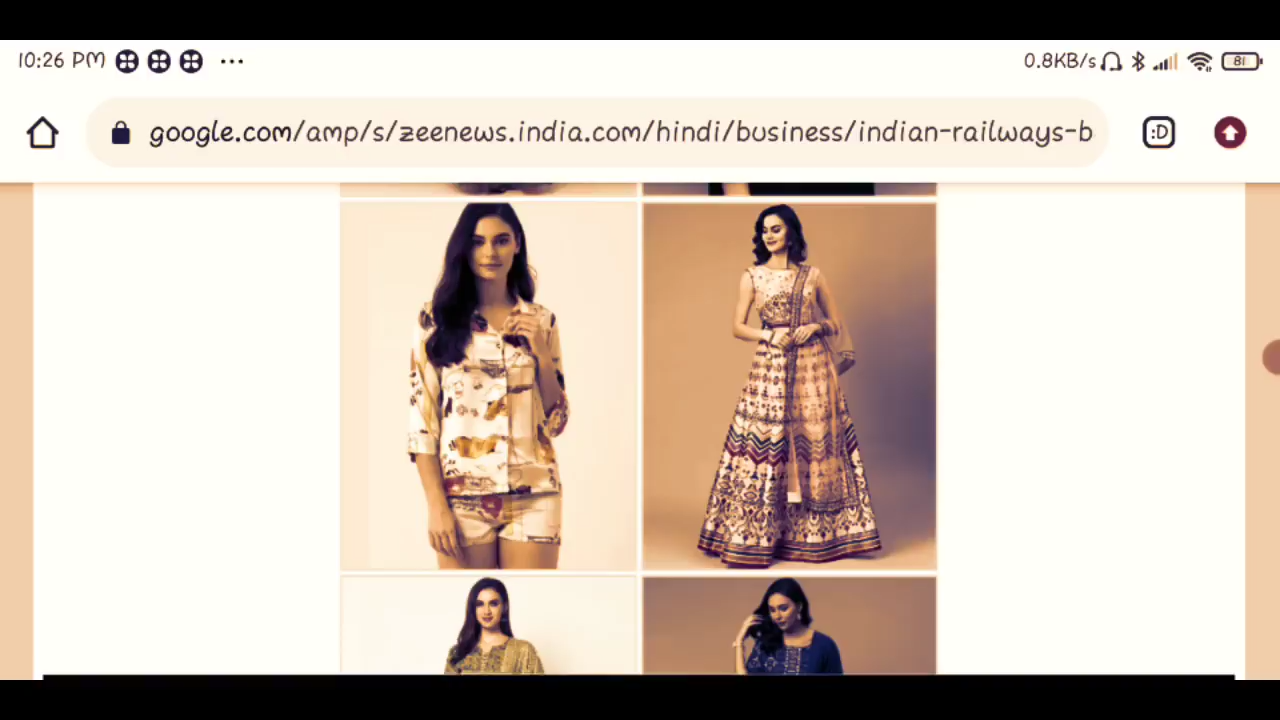 10:26 PM ... 0.8KB/s 81
google.com/amp/s/zeenews.india.com/hindi/business/indian-railways-b
:D